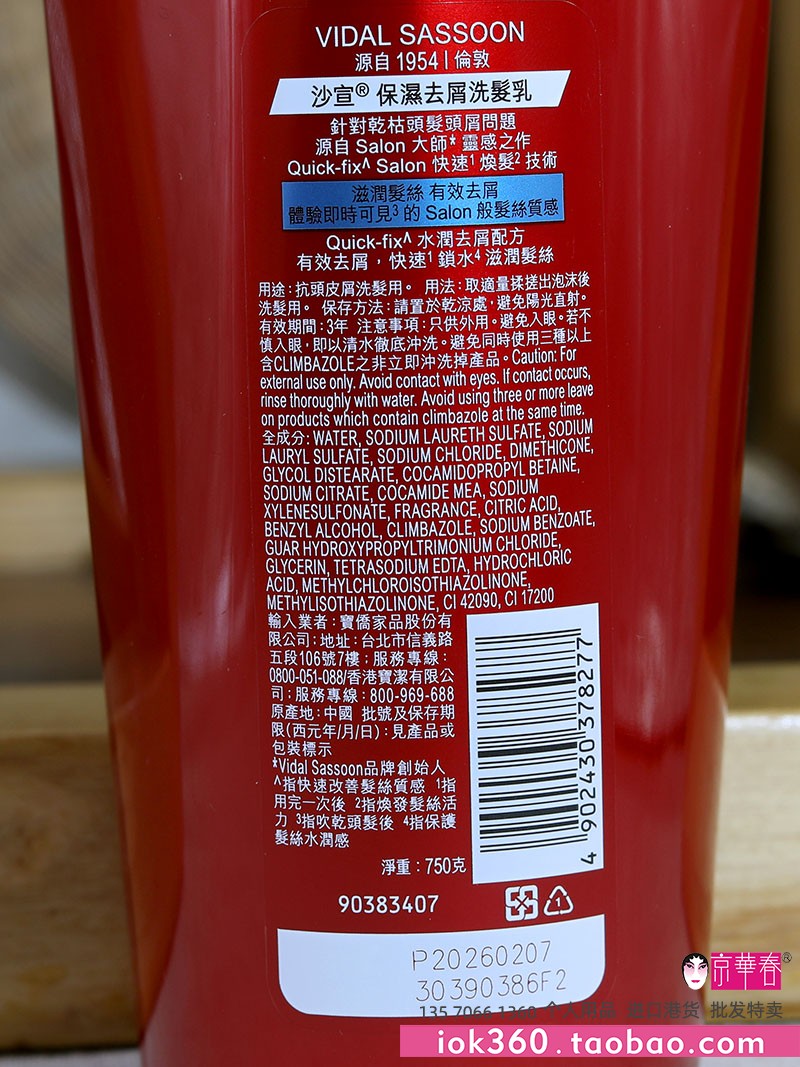 VIDAL SASSOON
源自 1954 | 倫敦
沙宣® 保濕去屑洗髮乳
針對乾枯頭髮頭屑問題
源自 Salon 大師* 靈感之作
Quick-fix^ Salon 快速¹ 煥髮² 技術
滋潤髮絲 有效去屑
體驗即時可見³ 的 Salon 般髮絲質感
Quick-fix^ 水潤去屑配方
有效去屑，快速¹ 鎖水⁴ 滋潤髮絲
用途:抗頭皮屑洗髮用。 用法:取適量揉搓出泡沫後
洗髮用。 保存方法:請置於乾涼處，避免陽光直射。
有效期間:3年 注意事項:只供外用。避免入眼。若不
慎入眼，即以清水徹底沖洗。避免同時使用三種以上
含CLIMBAZOLE之非立即沖洗掉產品。Caution: For
external use only. Avoid contact with eyes. If contact occurs,
rinse thoroughly with water. Avoid using three or more leave
on products which contain climbazole at the same time.
全成分: WATER, SODIUM LAURETH SULFATE, SODIUM
LAURYL SULFATE, SODIUM CHLORIDE, DIMETHICONE,
GLYCOL DISTEARATE, COCAMIDOPROPYL BETAINE,
SODIUM CITRATE, COCAMIDE MEA, SODIUM
XYLENESULFONATE, FRAGRANCE, CITRIC ACID,
BENZYL ALCOHOL, CLIMBAZOLE, SODIUM BENZOATE,
GUAR HYDROXYPROPYLTRIMONIUM CHLORIDE,
GLYCERIN, TETRASODIUM EDTA, HYDROCHLORIC
ACID, METHYLCHLOROISOTHIAZOLINONE,
METHYLISOTHIAZOLINONE, CI 42090, CI 17200
輸入業者：寶僑家品股份有
限公司；地址：台北市信義路
五段106號7樓；服務專線：
0800-051-088/香港寶潔有限公
司；服務專線：800-969-688
原產地：中國 批號及保存期
限(西元年/月/日)：見產品或
包裝標示
*Vidal Sassoon品牌創始人
^指快速改善髮絲質感 ¹指
用完一次後 ²指煥發髮絲活
力 ³指吹乾頭髮後 ⁴指保護
髮絲水潤感
淨重：750克
4 902430 378277
90383407
1
P20260207
30390386F2
京華春®
135 7066 1360 个人用品 进口港货 批发特卖
iok360.taobao.com